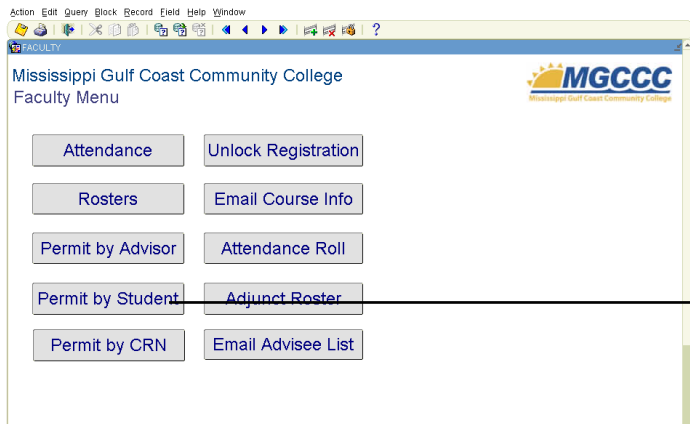 Action Edit Query Block Record Field Help Window
?
FACULTY
Mississippi Gulf Coast Community College
Faculty Menu
MGCCC
Mississippi Gulf Coast Community College
Attendance Unlock Registration
Rosters Email Course Info
Permit by Advisor Attendance Roll
Permit by Student Adjunct Roster
Permit by CRN Email Advisee List